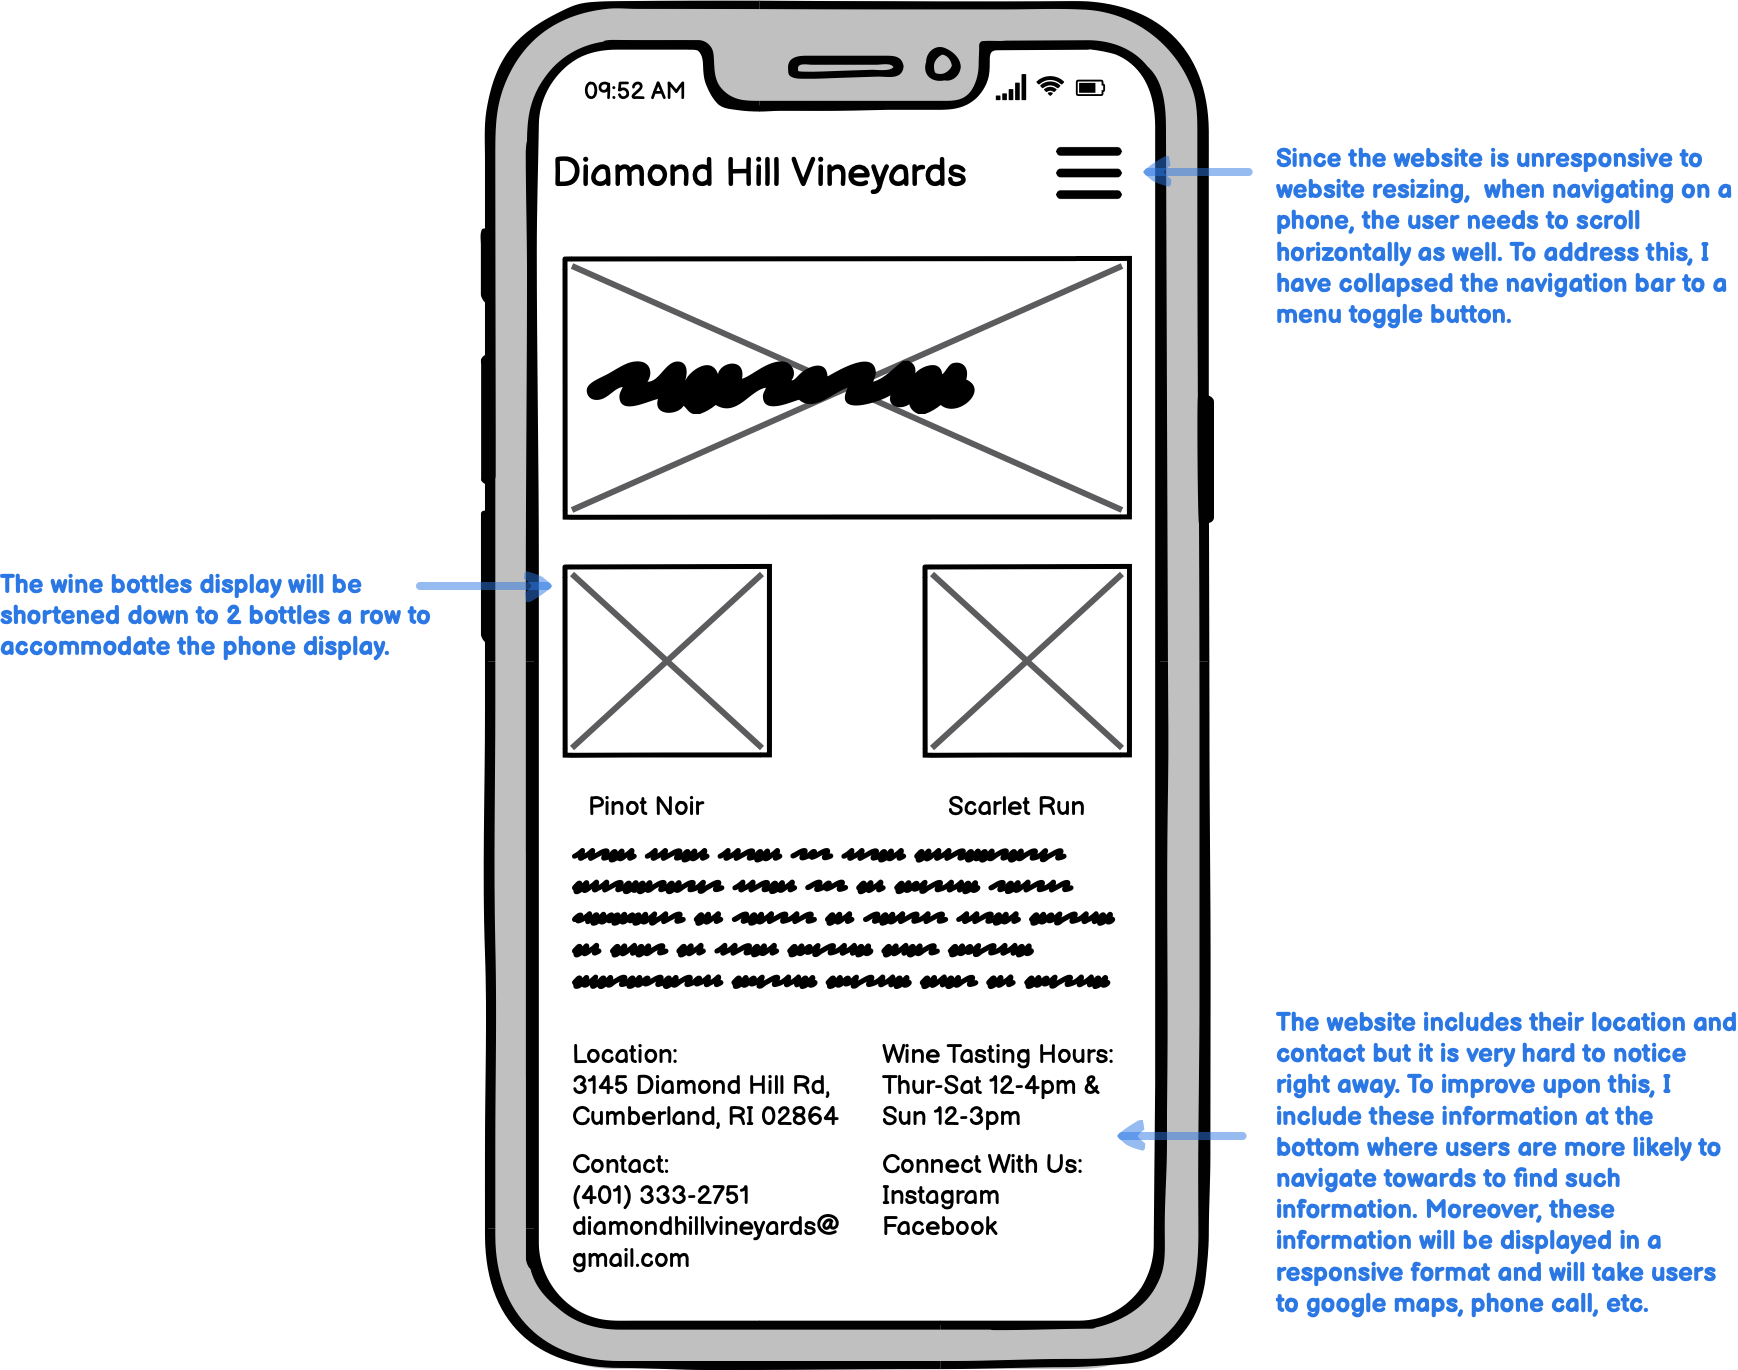 09:52 AM
Diamond Hill Vineyards
Since the website is unresponsive to
website resizing,  when navigating on a
phone, the user needs to scroll
horizontally as well. To address this, I
have collapsed the navigation bar to a
menu toggle button.
The wine bottles display will be
shortened down to 2 bottles a row to
accommodate the phone display.
Pinot Noir
Scarlet Run
Location:
3145 Diamond Hill Rd,
Cumberland, RI 02864
Contact:
(401) 333-2751
diamondhillvineyards@
gmail.com
Wine Tasting Hours:
Thur-Sat 12-4pm &
Sun 12-3pm
Connect With Us:
Instagram
Facebook
The website includes their location and
contact but it is very hard to notice
right away. To improve upon this, I
include these information at the
bottom where users are more likely to
navigate towards to find such
information. Moreover, these
information will be displayed in a
responsive format and will take users
to google maps, phone call, etc.